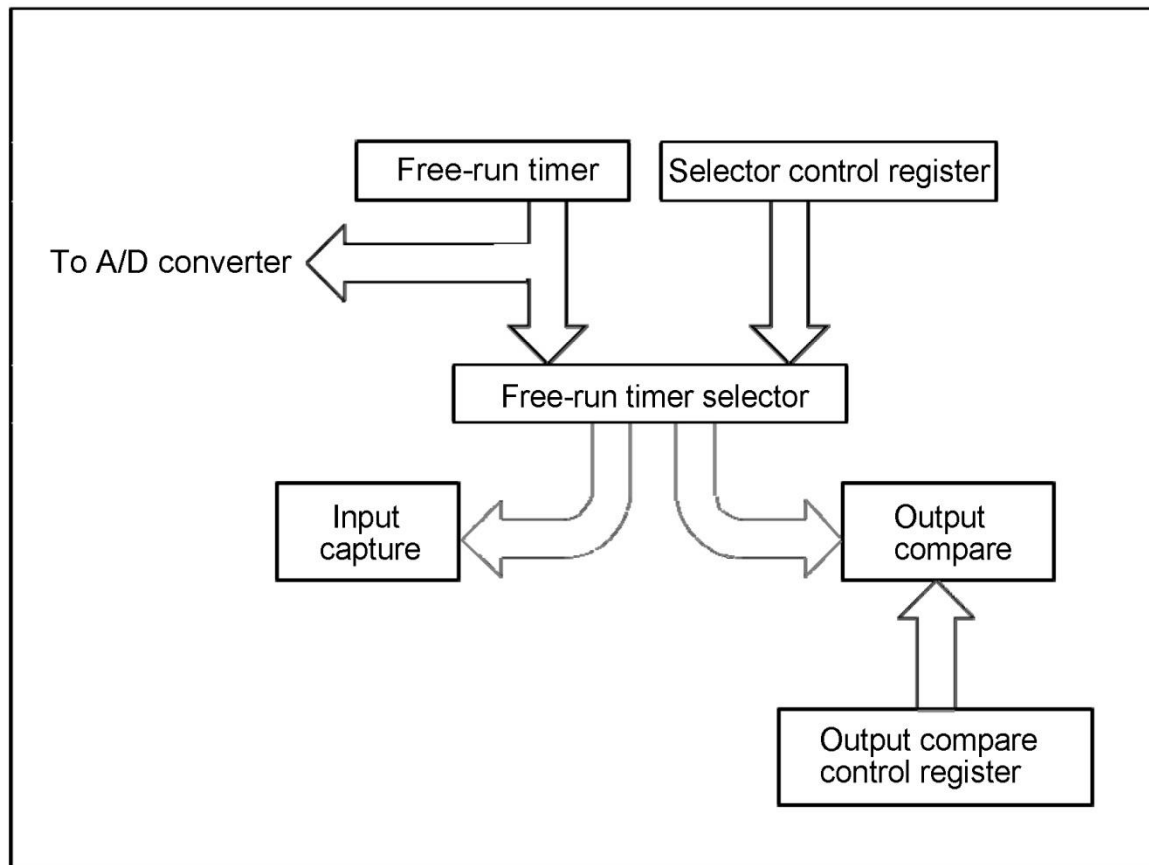 Free-run timer
Selector control register
To A/D converter
Free-run timer selector
Input
capture
Output
compare
Output compare
control register